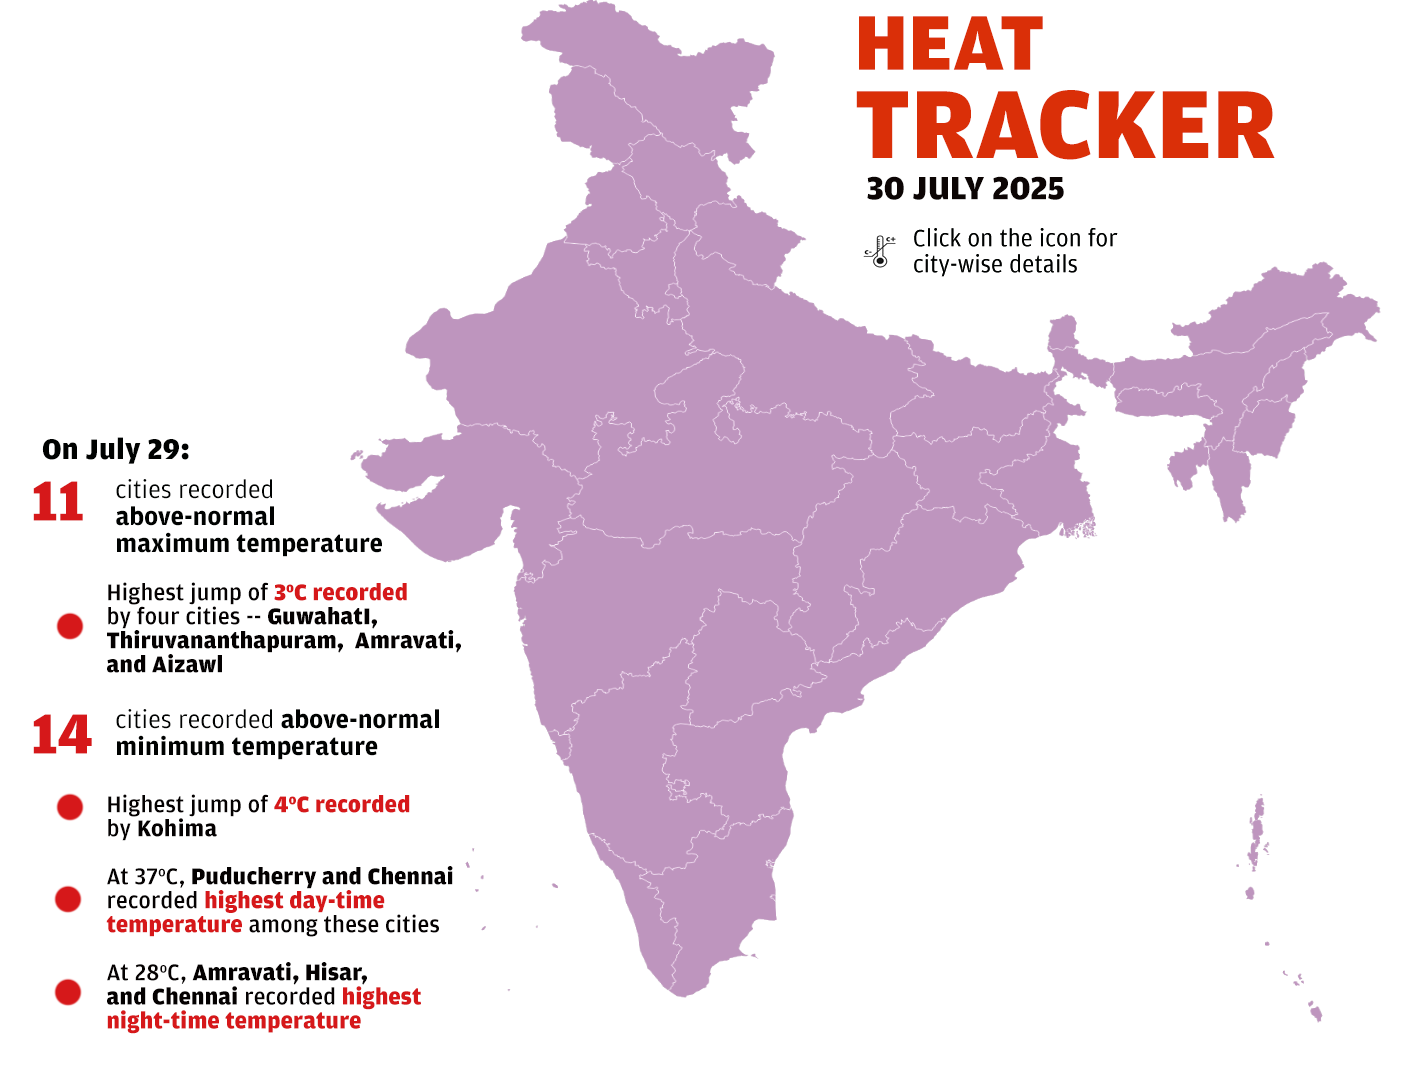 HEAT
TRACKER
30 JULY 2025
C- C+
Click on the icon for
city-wise details
On July 29:
11
cities recorded
above-normal
maximum temperature
Highest jump of 3ºC recorded
by four cities -- GuwahatI,
Thiruvananthapuram, Amravati,
and Aizawl
14
cities recorded above-normal
minimum temperature
Highest jump of 4ºC recorded
by Kohima
At 37ºC, Puducherry and Chennai
recorded highest day-time
temperature among these cities
At 28ºC, Amravati, Hisar,
and Chennai recorded highest
night-time temperature